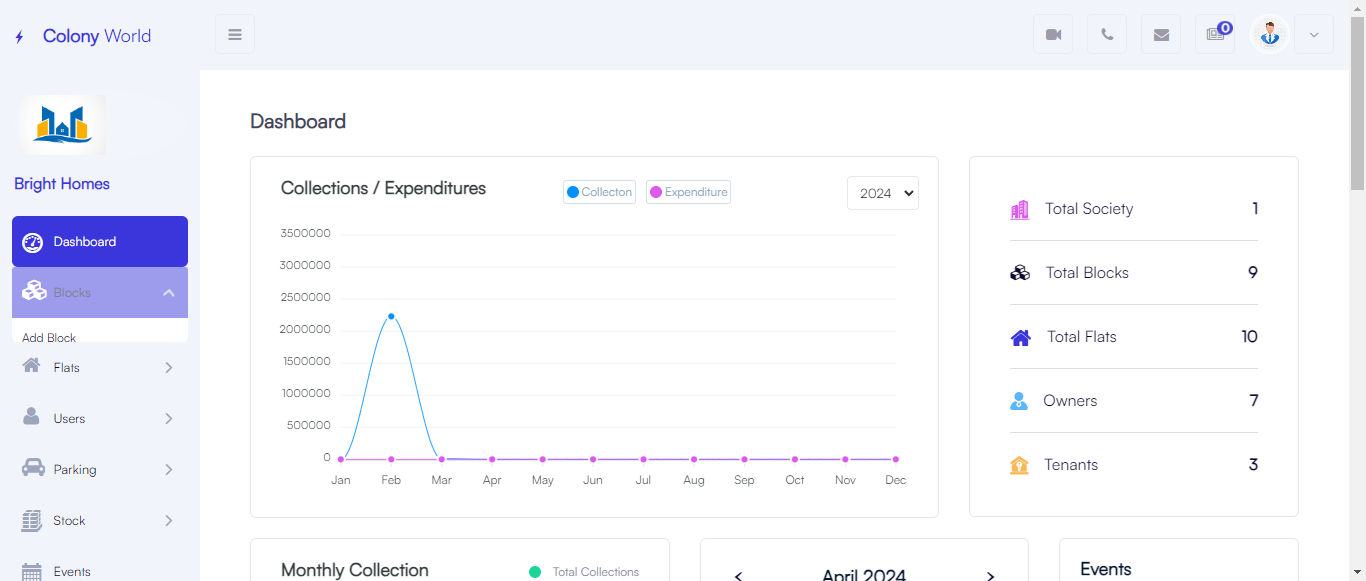 Colony World
0
Bright Homes
Dashboard
Blocks
Add Block
Flats
Users
Parking
Stock
Events
Dashboard
Collections / Expenditures
Collecton
Expenditure
2024
3500000
3000000
2500000
2000000
1500000
1000000
500000
0
Jan Feb Mar Apr May Jun Jul Aug Sep Oct Nov Dec
Total Society 1
Total Blocks 9
Total Flats 10
Owners 7
Tenants 3
Monthly Collection
Total Collections
April 2024
Events